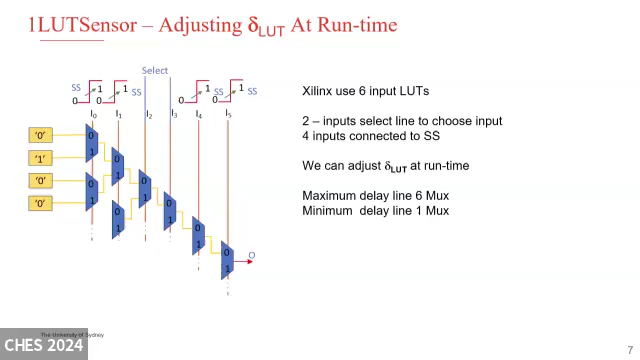 1LUTSensor – Adjusting δLUT At Run-time
Select
SS 0 1 0 1 SS 0 1 SS 0 1 SS
I0 I1 I2 I3 I4 I5
'0'
'1'
'0'
'0'
0
1
0
1
0
1
0
1
0
1
0
1
0
1
0
1
O
Xilinx use 6 input LUTs
2 – inputs select line to choose input
4 inputs connected to SS
We can adjust δLUT at run-time
Maximum delay line 6 Mux
Minimum delay line 1 Mux
The University of Sydney
CHES 2024
7